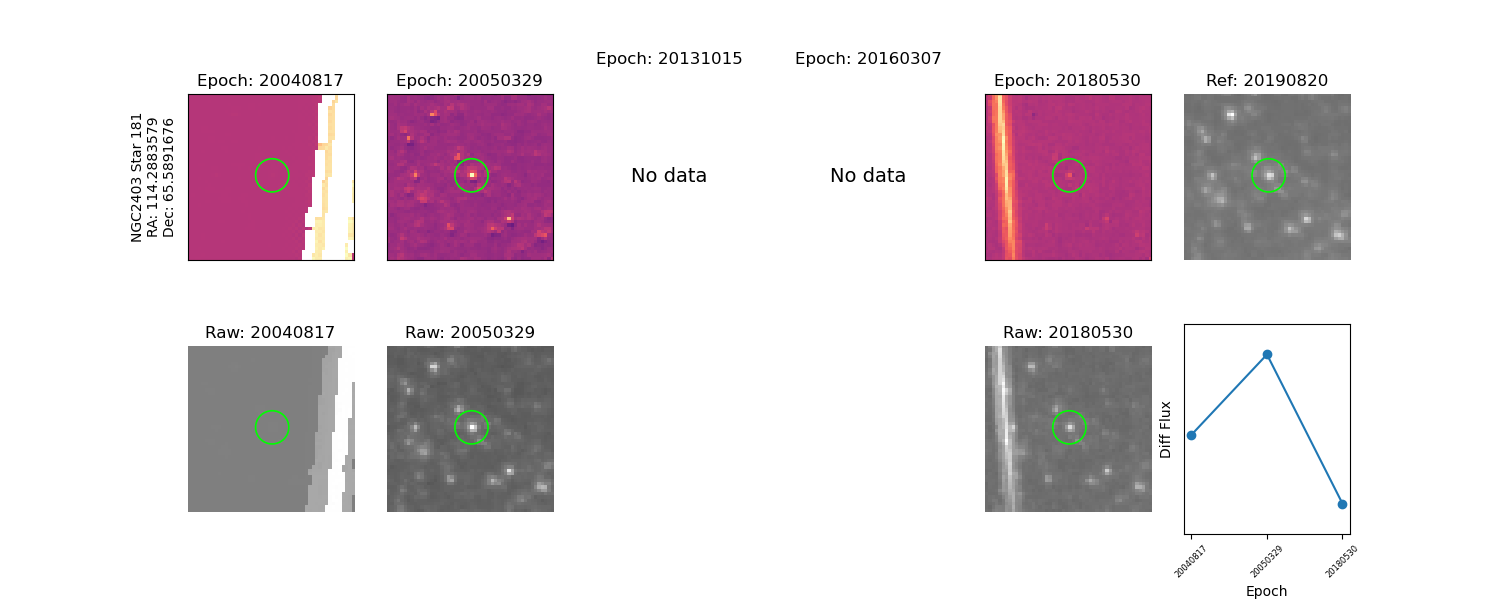 Epoch: 20131015
Epoch: 20160307
Epoch: 20040817
Epoch: 20050329
Epoch: 20180530
Ref: 20190820
NGC2403 Star 181
RA: 114.2883579
Dec: 65.5891676
No data
No data
Raw: 20040817
Raw: 20050329
Raw: 20180530
Diff Flux
20040817
20050329
20180530
Epoch